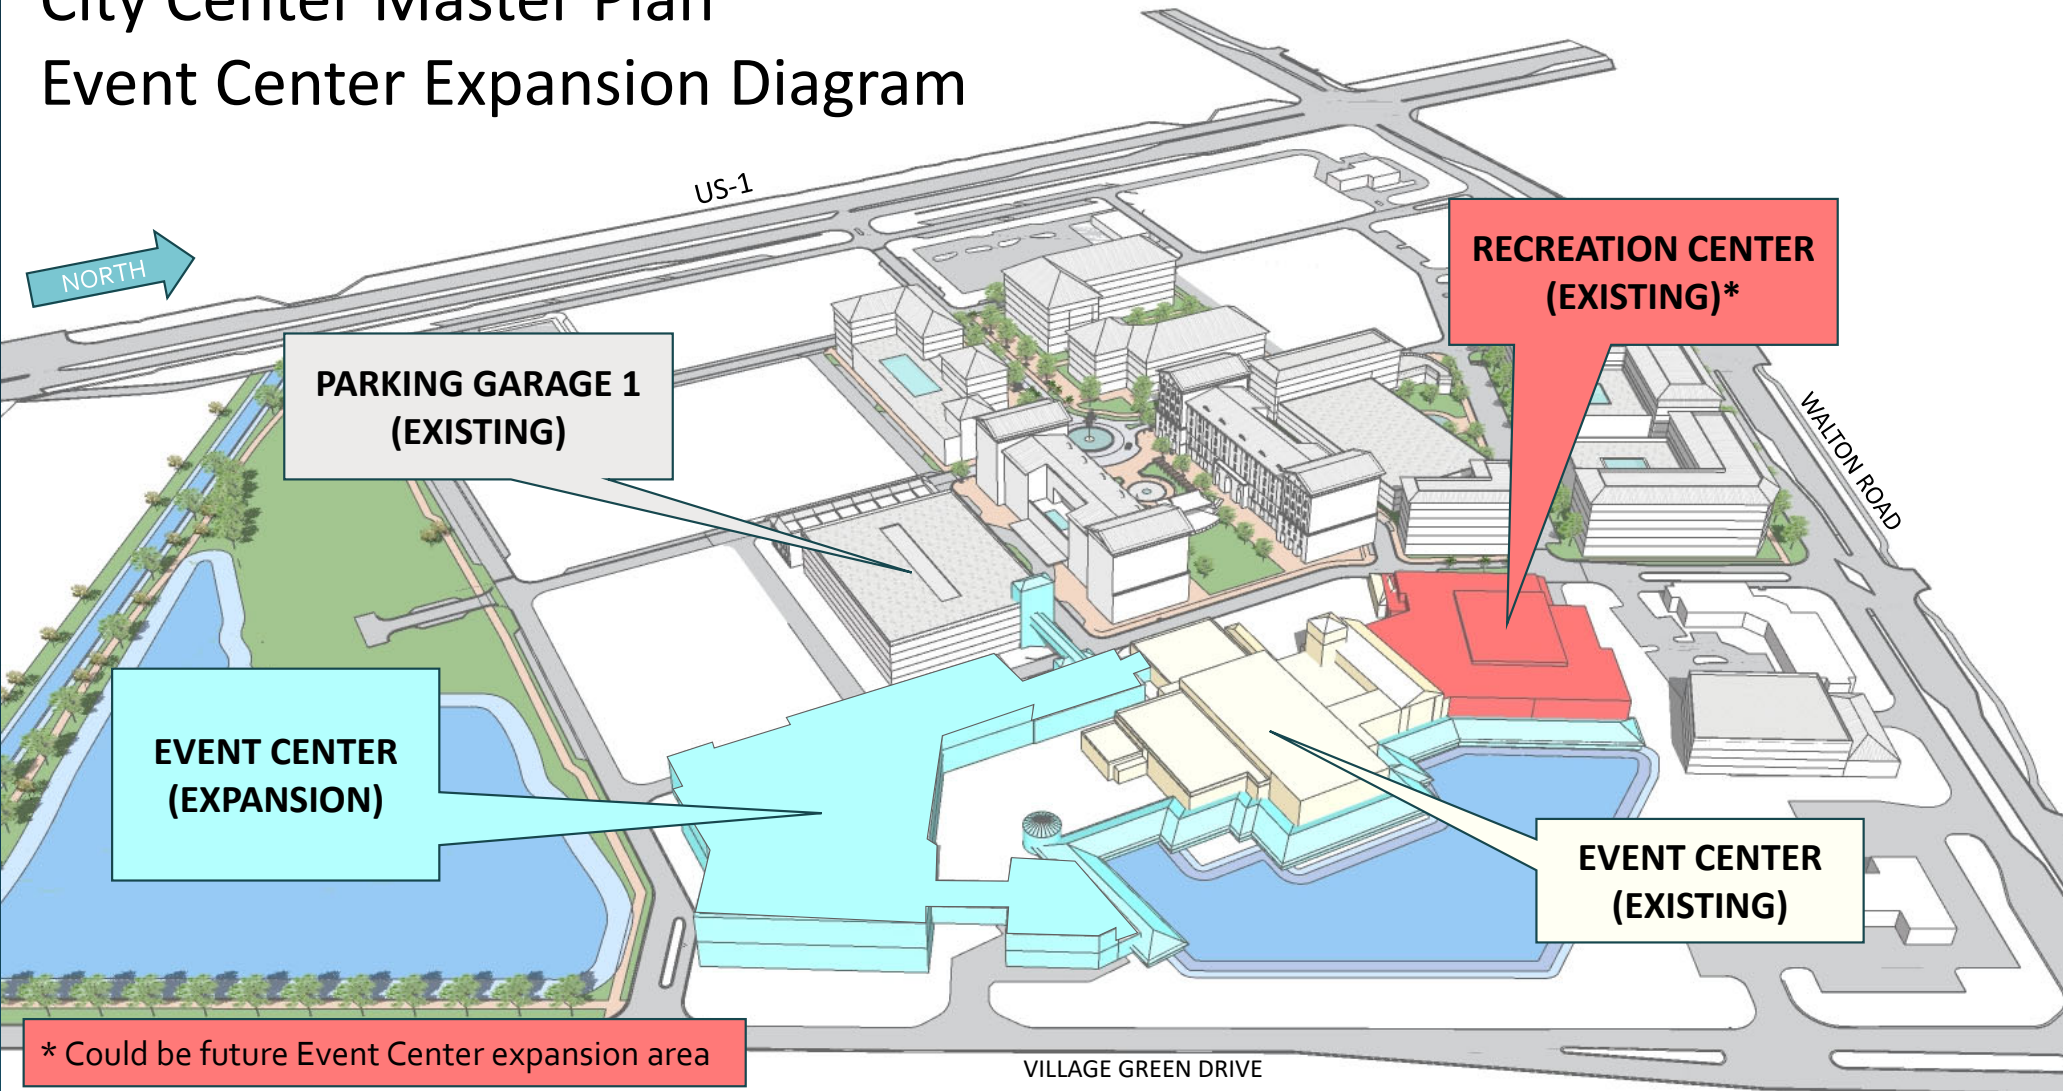 City Center Master Plan
Event Center Expansion Diagram
US-1
NORTH
RECREATION CENTER
(EXISTING)*
PARKING GARAGE 1
(EXISTING)
WALTON ROAD
EVENT CENTER
(EXPANSION)
EVENT CENTER
(EXISTING)
* Could be future Event Center expansion area
VILLAGE GREEN DRIVE